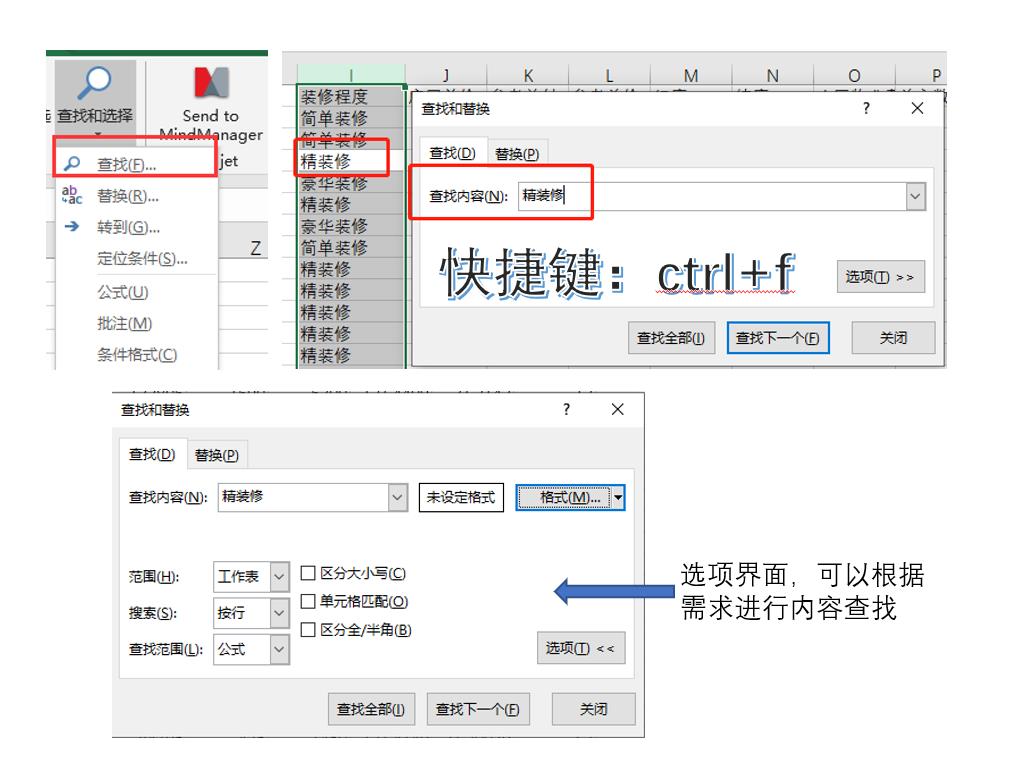 查找和选择
Send to
MindManager
jet
查找(F)...
替换(R)...
转到(G)...
定位条件(S)...
公式(U)
批注(M)
条件格式(C)
Z
I J K L M N O P
装修程度
简单装修
简单装修
精装修
豪华装修
精装修
豪华装修
简单装修
精装修
精装修
精装修
精装修
精装修
查找和替换 ?
查找(D) 替换(P)
查找内容(N): 精装修
快捷键：ctrl+f
选项(T) >>
查找全部(I) 查找下一个(F) 关闭
查找和替换 ?
查找(D) 替换(P)
查找内容(N): 精装修 未设定格式 格式(M)...
范围(H): 工作表 区分大小写(C)
搜索(S): 按行 单元格匹配(O)
查找范围(L): 公式 区分全/半角(B)
选项(T) <<
查找全部(I) 查找下一个(F) 关闭
选项界面，可以根据
需求进行内容查找